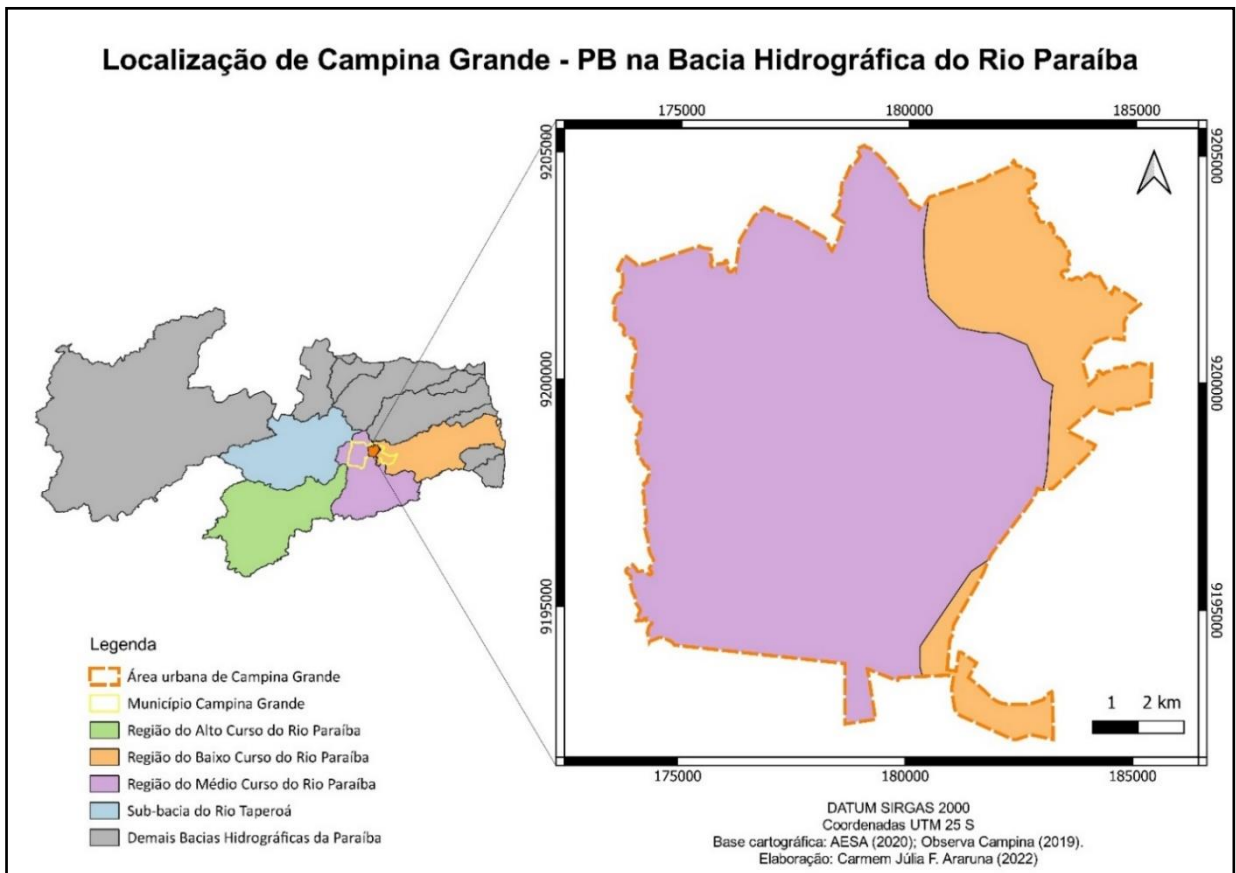 Localização de Campina Grande - PB na Bacia Hidrográfica do Rio Paraíba
175000
180000
185000
9205000
9205000
9200000
9200000
9195000
9195000
1 2 km
175000
180000
185000
Legenda
Área urbana de Campina Grande
Município Campina Grande
Região do Alto Curso do Rio Paraíba
Região do Baixo Curso do Rio Paraíba
Região do Médio Curso do Rio Paraíba
Sub-bacia do Rio Taperoá
Demais Bacias Hidrográficas da Paraíba
DATUM SIRGAS 2000
Coordenadas UTM 25 S
Base cartográfica: AESA (2020); Observa Campina (2019).
Elaboração: Carmem Júlia F. Araruna (2022)